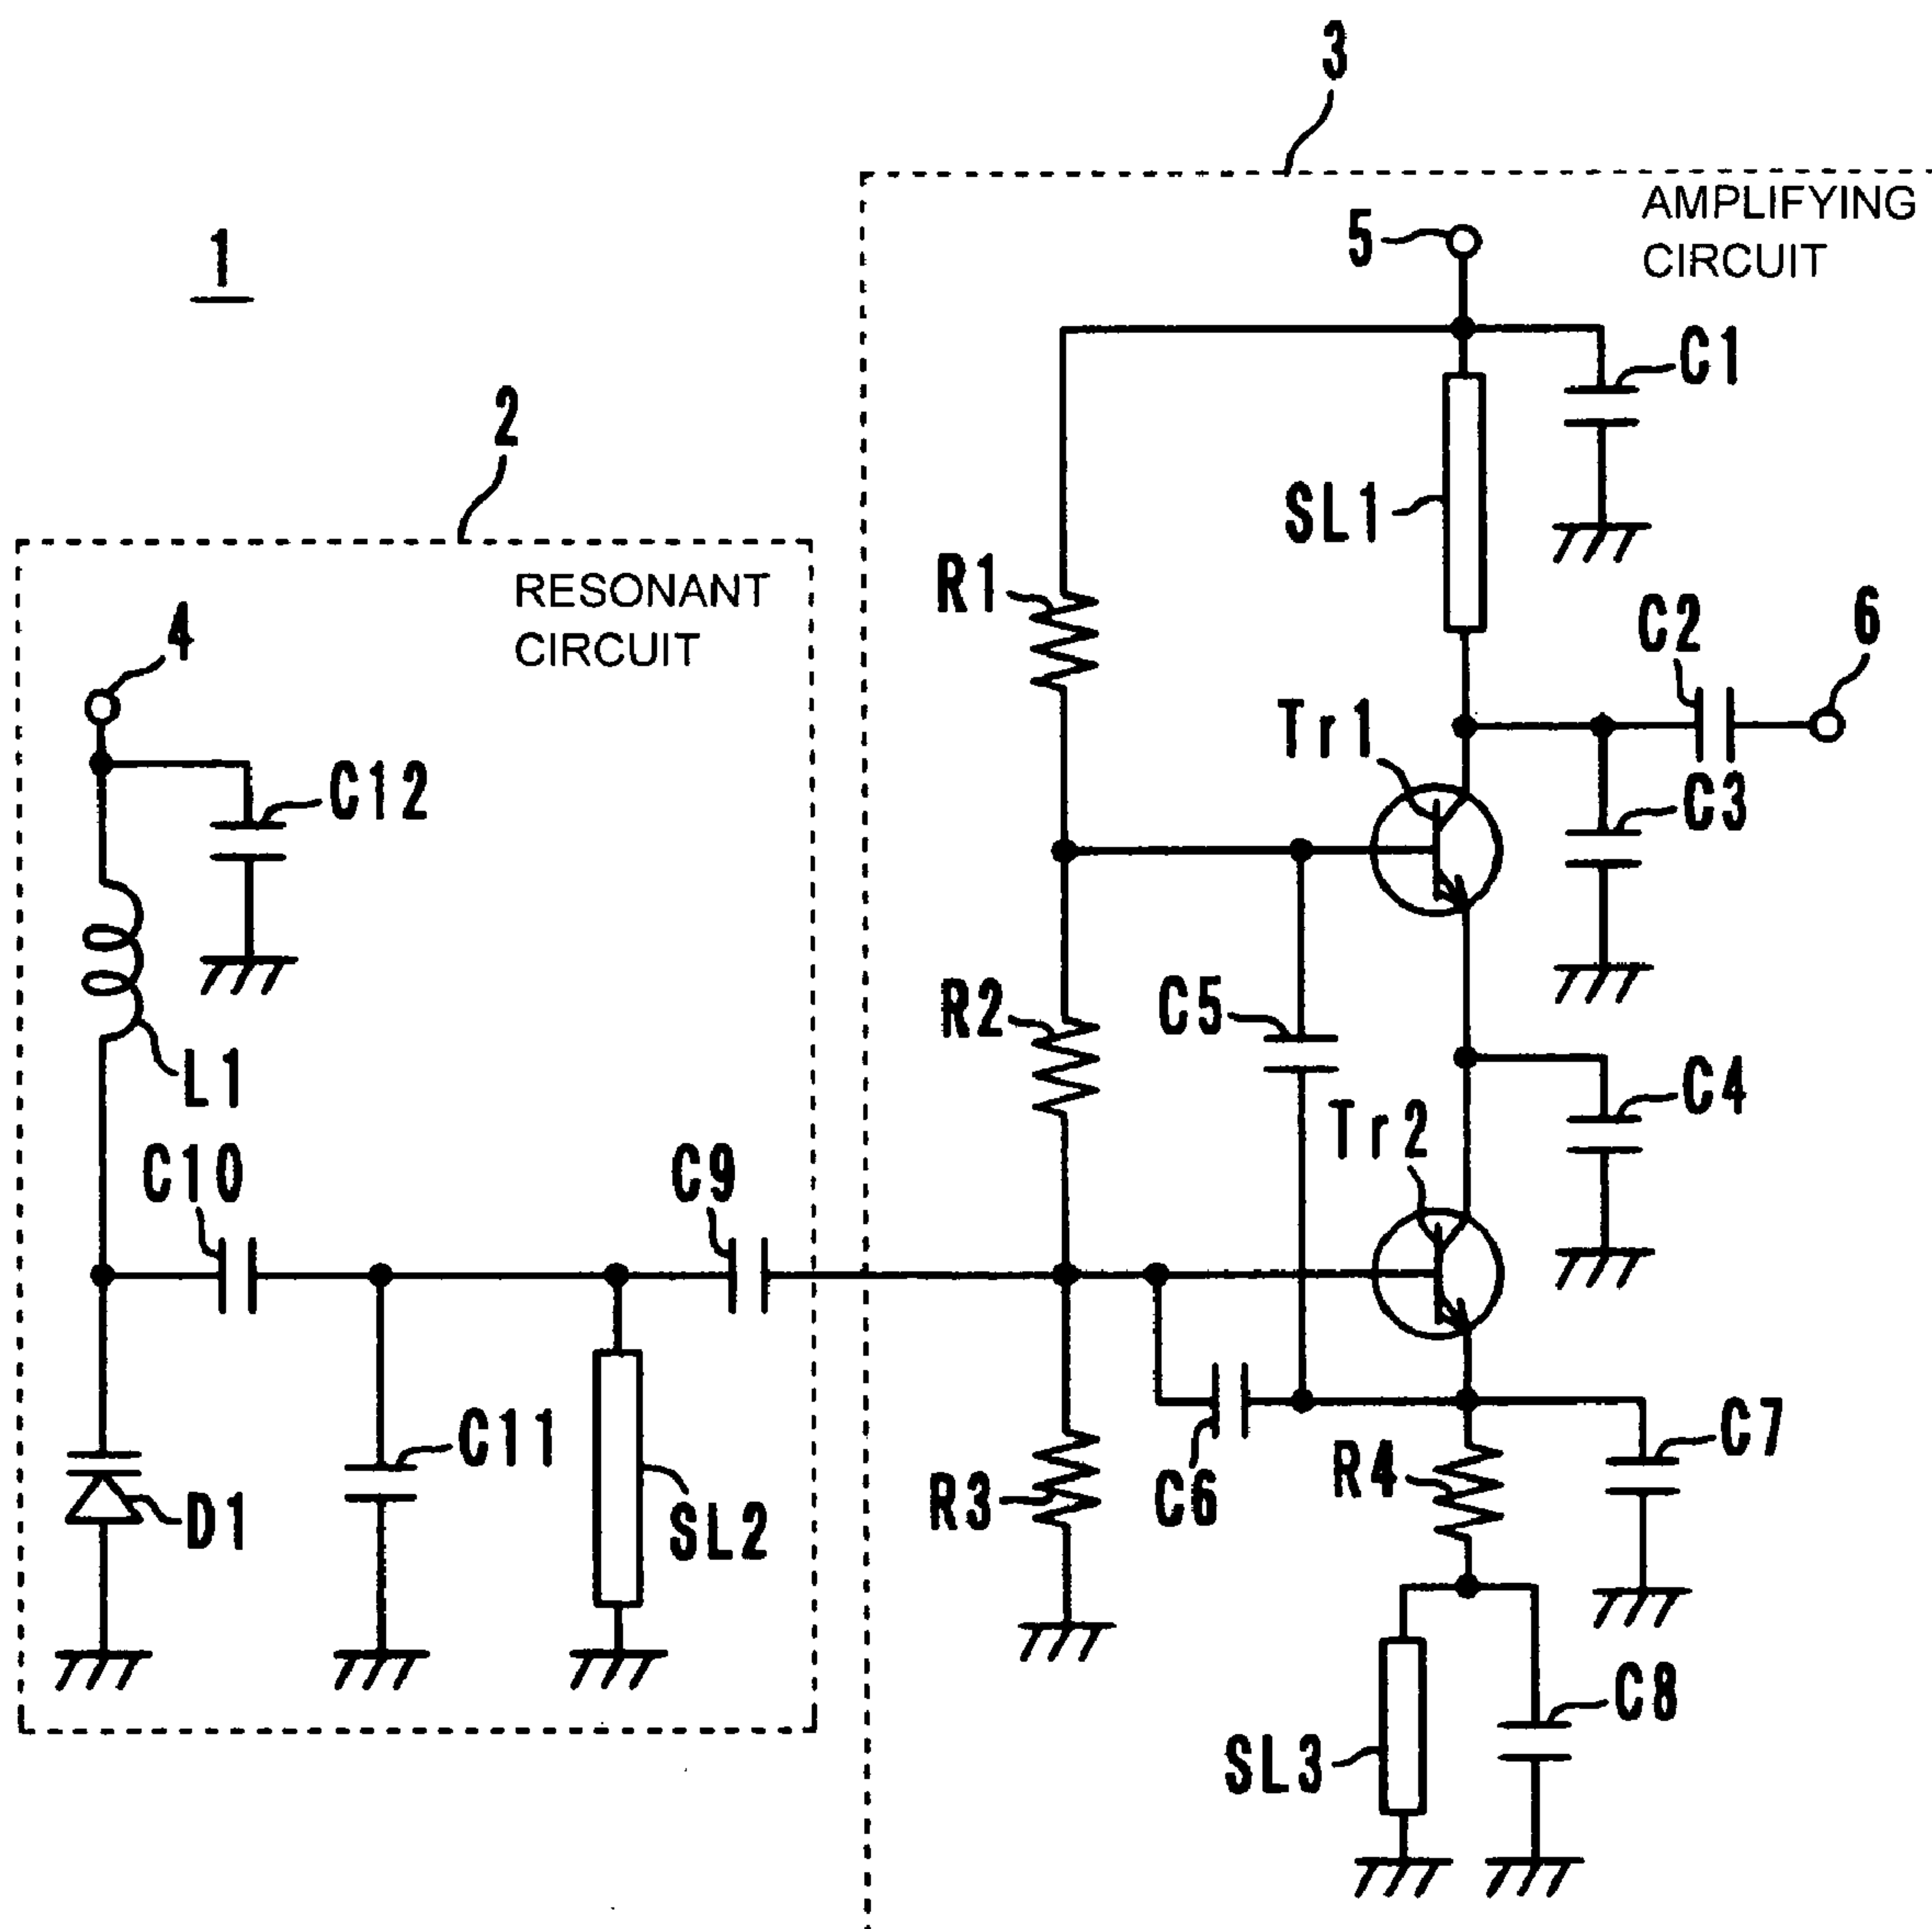 3
AMPLIFYING
CIRCUIT
5
1
C1
2
SL1
R1
RESONANT
CIRCUIT
4
C2
6
Tr1
C12
C3
R2
C5
L1
C4
Tr2
C10
C9
C11
C7
R4
D1
SL2
R3
C6
C8
SL3